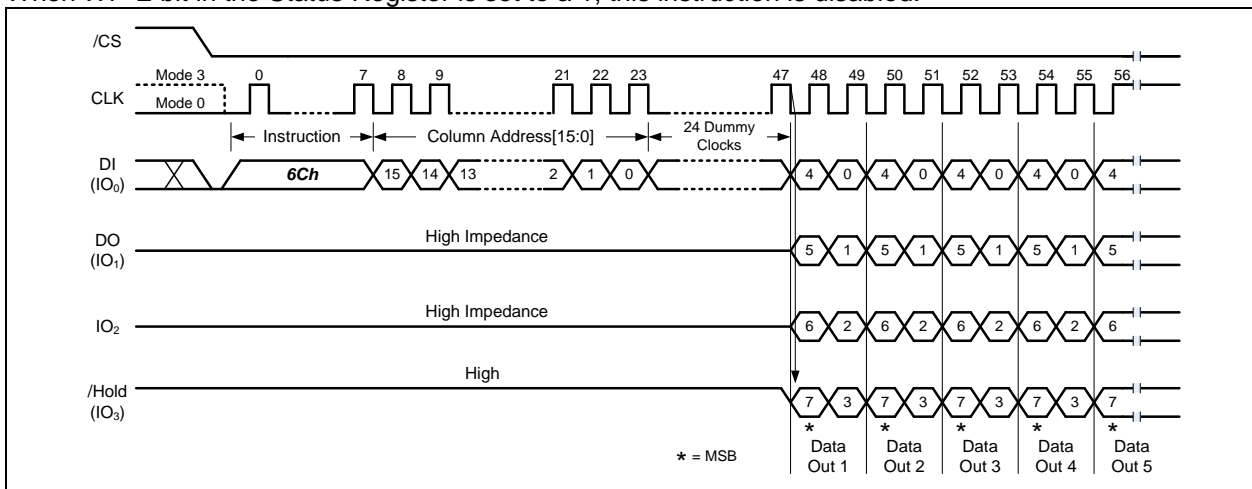 /CS
Mode 3 0 7 8 9 21 22 23 47 48 49 50 51 52 53 54 55 56
CLK
Mode 0
Instruction Column Address[15:0] 24 Dummy
Clocks
DI
(IO₀)
6Ch 15 14 13 2 1 0 4 0 4 0 4 0 4 0 4
High Impedance
DO
(IO₁)
5 1 5 1 5 1 5 1 5
High Impedance
IO₂ 6 2 6 2 6 2 6 2 6
High
/Hold
(IO₃)
7 3 7 3 7 3 7 3 7
* * * * *
* = MSB
Data
Out 1
Data
Out 2
Data
Out 3
Data
Out 4
Data
Out 5